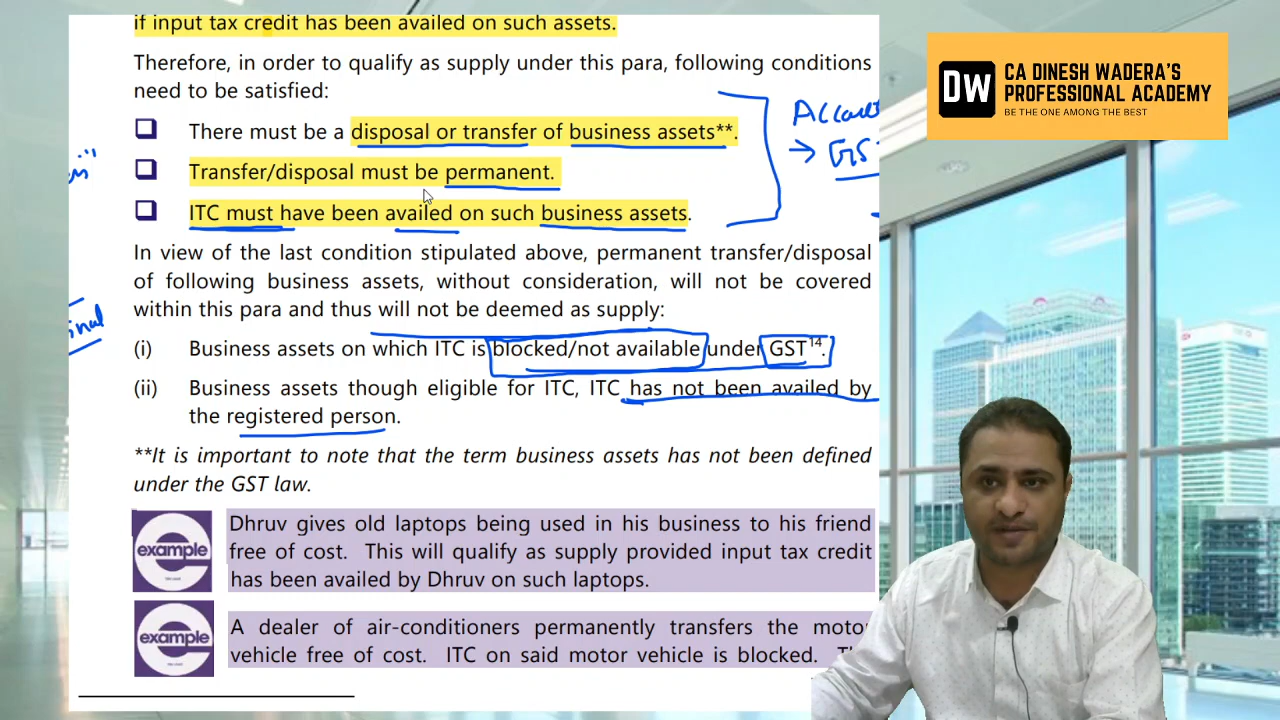 if input tax credit has been availed on such assets.
Therefore, in order to qualify as supply under this para, following conditions
need to be satisfied:
There must be a disposal or transfer of business assets**.
Transfer/disposal must be permanent.
ITC must have been availed on such business assets.
In view of the last condition stipulated above, permanent transfer/disposal
of following business assets, without consideration, will not be covered
within this para and thus will not be deemed as supply:
(i) Business assets on which ITC is blocked/not available under GST14.
(ii) Business assets though eligible for ITC, ITC has not been availed by
the registered person.
**It is important to note that the term business assets has not been defined
under the GST law.
example
Dhruv gives old laptops being used in his business to his friend
free of cost. This will qualify as supply provided input tax credit
has been availed by Dhruv on such laptops.
example
A dealer of air-conditioners permanently transfers the motor
vehicle free of cost. ITC on said motor vehicle is blocked.
DW
CA DINESH WADERA'S
PROFESSIONAL ACADEMY
BE THE ONE AMONG THE BEST